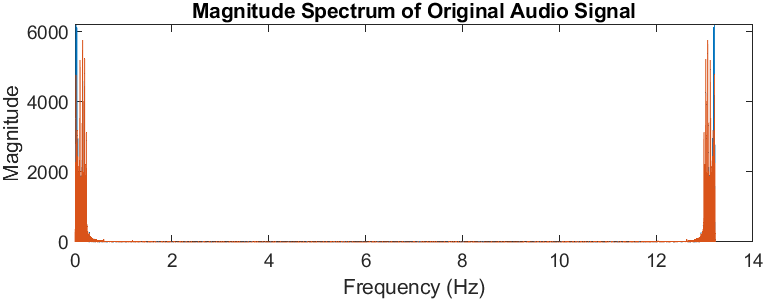 Magnitude Spectrum of Original Audio Signal
6000
4000
2000
0
Magnitude
0 2 4 6 8 10 12 14
Frequency (Hz)